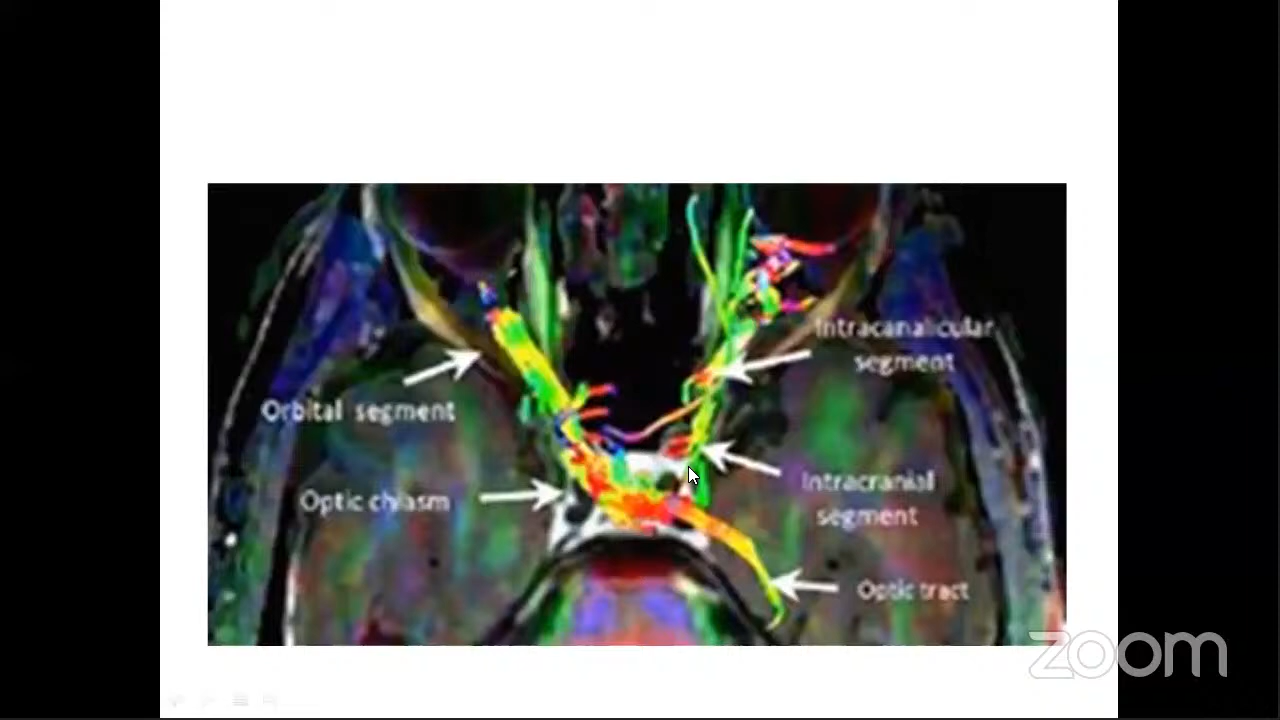 Intracanalicular
segment
Orbital segment
Optic chiasm
Intracranial
segment
Optic tract
zoom